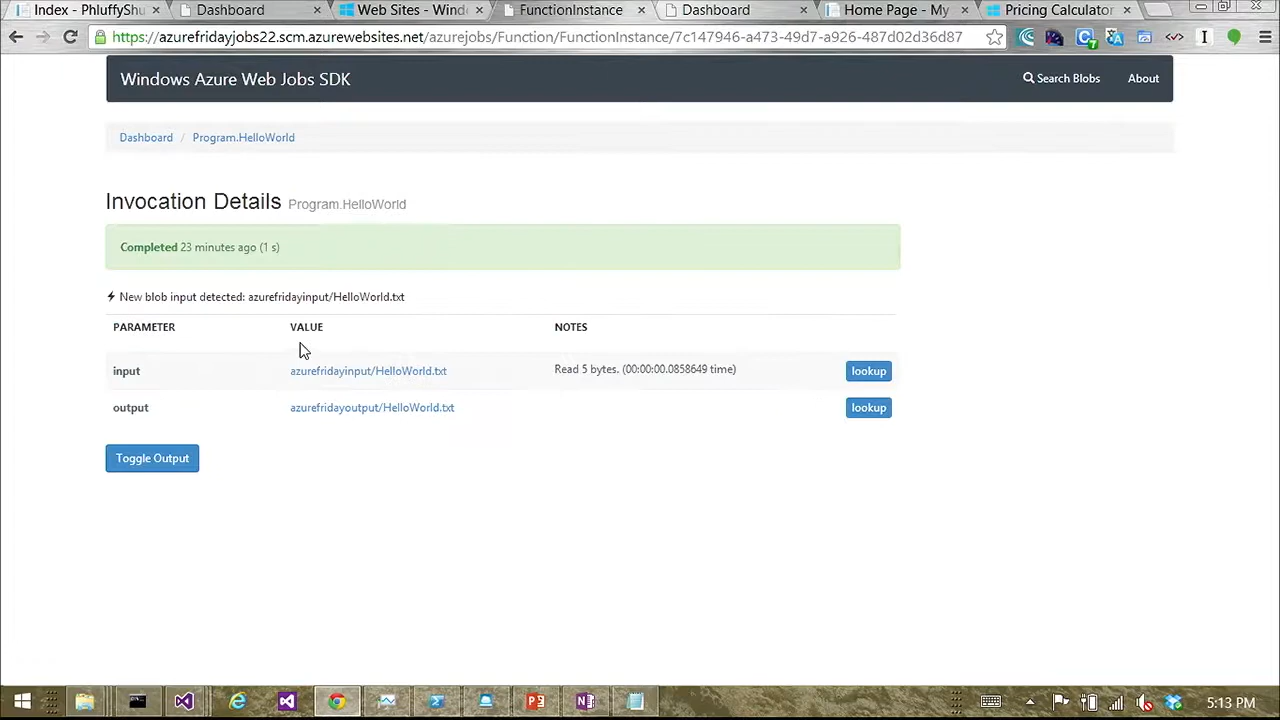 Index - PhluffyShu
Dashboard
Web Sites - Wind
FunctionInstance
Dashboard
Home Page - My
Pricing Calculator
https://azurefridayjobs22.scm.azurewebsites.net/azurejobs/Function/FunctionInstance/7c147946-a473-49d7-a926-487d02d36d87
Windows Azure Web Jobs SDK
Search Blobs
About
Dashboard / Program.HelloWorld
Invocation Details Program.HelloWorld
Completed 23 minutes ago (1 s)
New blob input detected: azurefridayinput/HelloWorld.txt
PARAMETER VALUE NOTES
input azurefridayinput/HelloWorld.txt Read 5 bytes. (00:00:00.0858649 time) lookup
output azurefridayoutput/HelloWorld.txt lookup
Toggle Output
5:13 PM